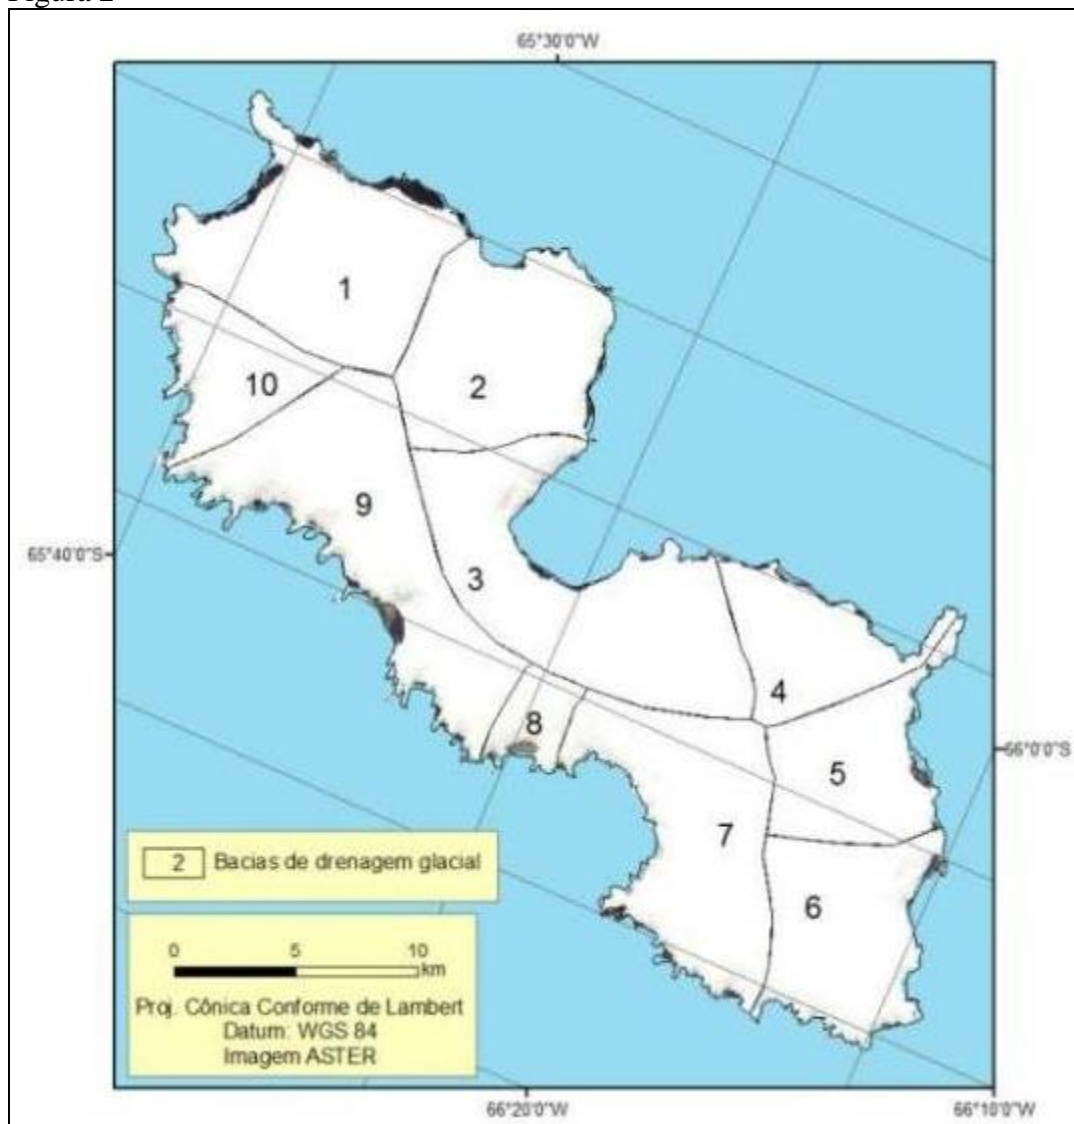 65°30'0"W
1
2
10
9
65°40'0"S
3
4
8
66°0'0"S
5
7
6
2 Bacias de drenagem glacial
0 5 10
km
Proj. Cônica Conforme de Lambert
Datum: WGS 84
Imagem ASTER
66°20'0"W
66°10'0"W